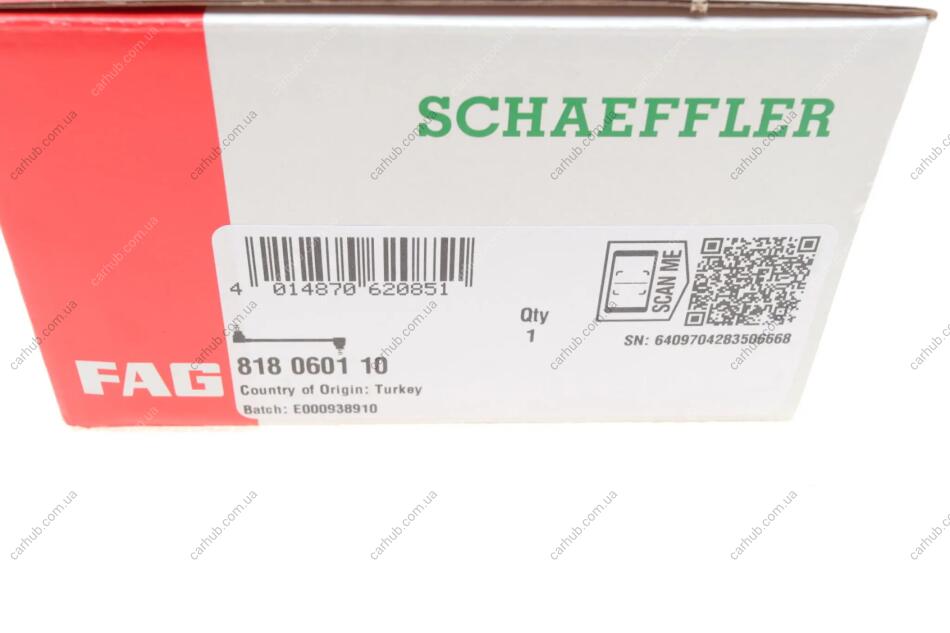 SCHAEFFLER
4 014870 620851
Qty
1
SCAN ME
SN: 6409704283506668
818 0601 10
Country of Origin: Turkey
Batch: E000938910
FAG
carhub.com.ua